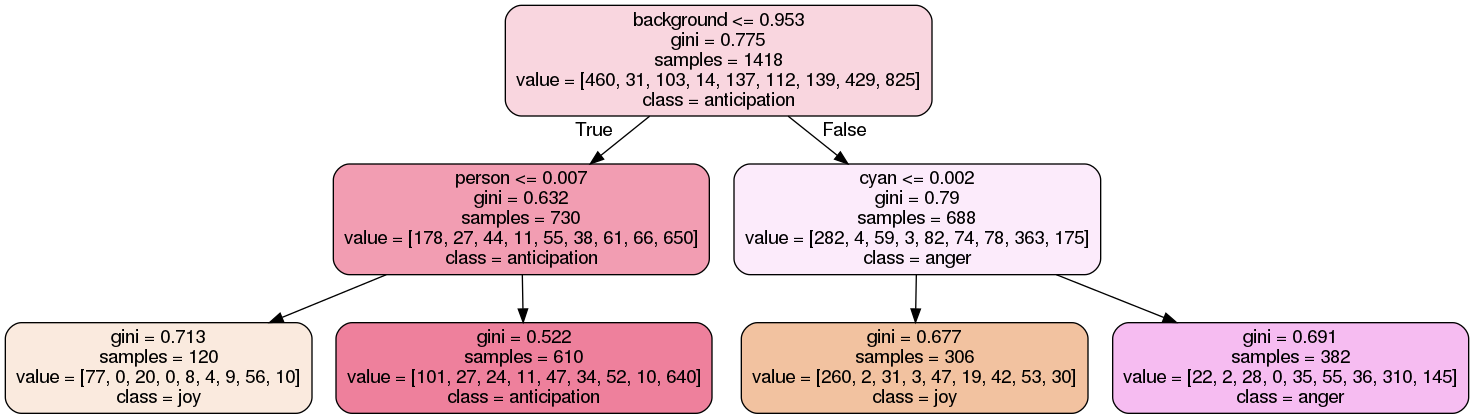 background <= 0.953
gini = 0.775
samples = 1418
value = [460, 31, 103, 14, 137, 112, 139, 429, 825]
class = anticipation
True
False
person <= 0.007
gini = 0.632
samples = 730
value = [178, 27, 44, 11, 55, 38, 61, 66, 650]
class = anticipation
cyan <= 0.002
gini = 0.79
samples = 688
value = [282, 4, 59, 3, 82, 74, 78, 363, 175]
class = anger
gini = 0.713
samples = 120
value = [77, 0, 20, 0, 8, 4, 9, 56, 10]
class = joy
gini = 0.522
samples = 610
value = [101, 27, 24, 11, 47, 34, 52, 10, 640]
class = anticipation
gini = 0.677
samples = 306
value = [260, 2, 31, 3, 47, 19, 42, 53, 30]
class = joy
gini = 0.691
samples = 382
value = [22, 2, 28, 0, 35, 55, 36, 310, 145]
class = anger